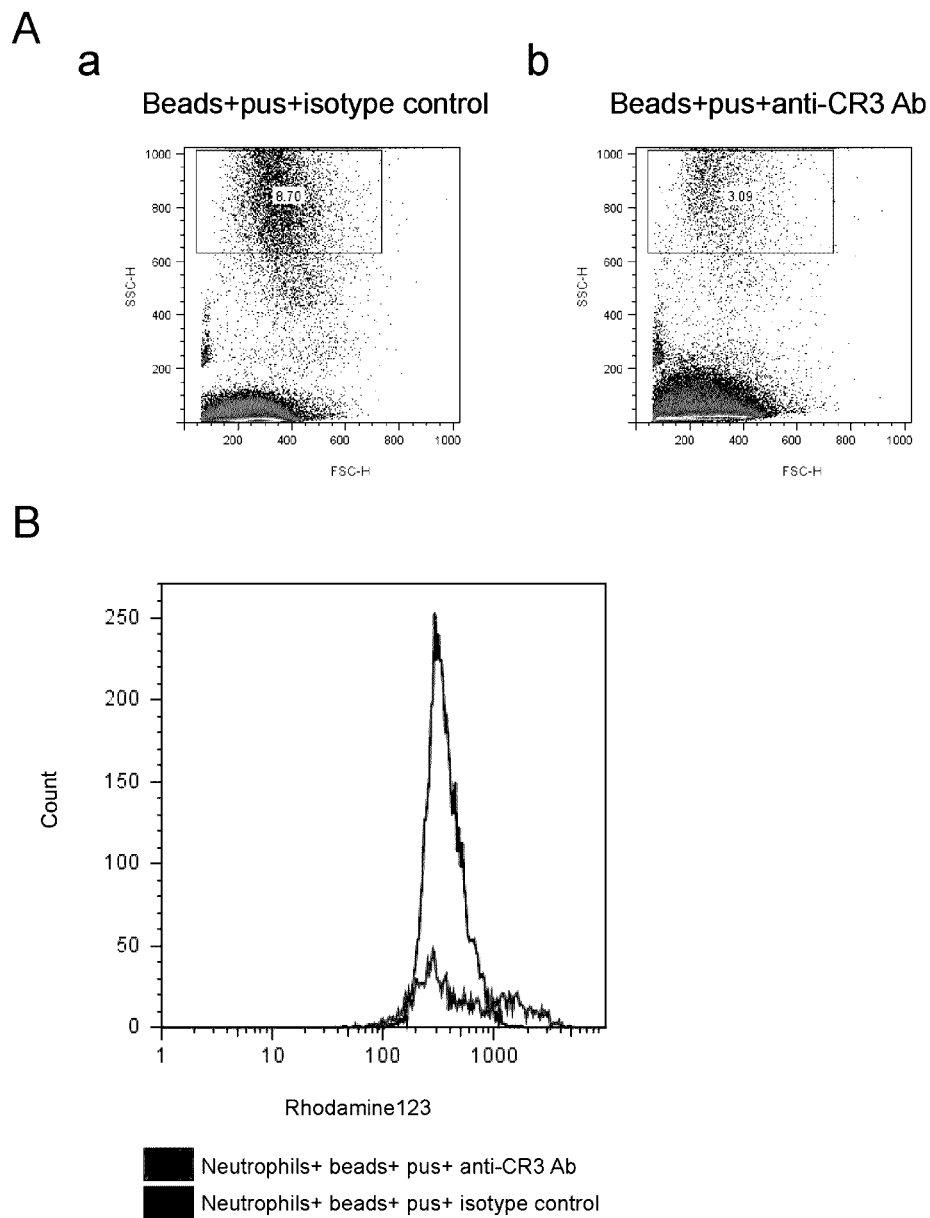 A
a
b
Beads+pus+isotype control
Beads+pus+anti-CR3 Ab
1000
800
600
400
200
8.70
SSC-H
200 400 600 800 1000
FSC-H
1000
800
600
400
200
3.09
SSC-H
200 400 600 800 1000
FSC-H
B
250
200
150
100
50
0
Count
1 10 100 1000
Rhodamine123
Neutrophils+ beads+ pus+ anti-CR3 Ab
Neutrophils+ beads+ pus+ isotype control